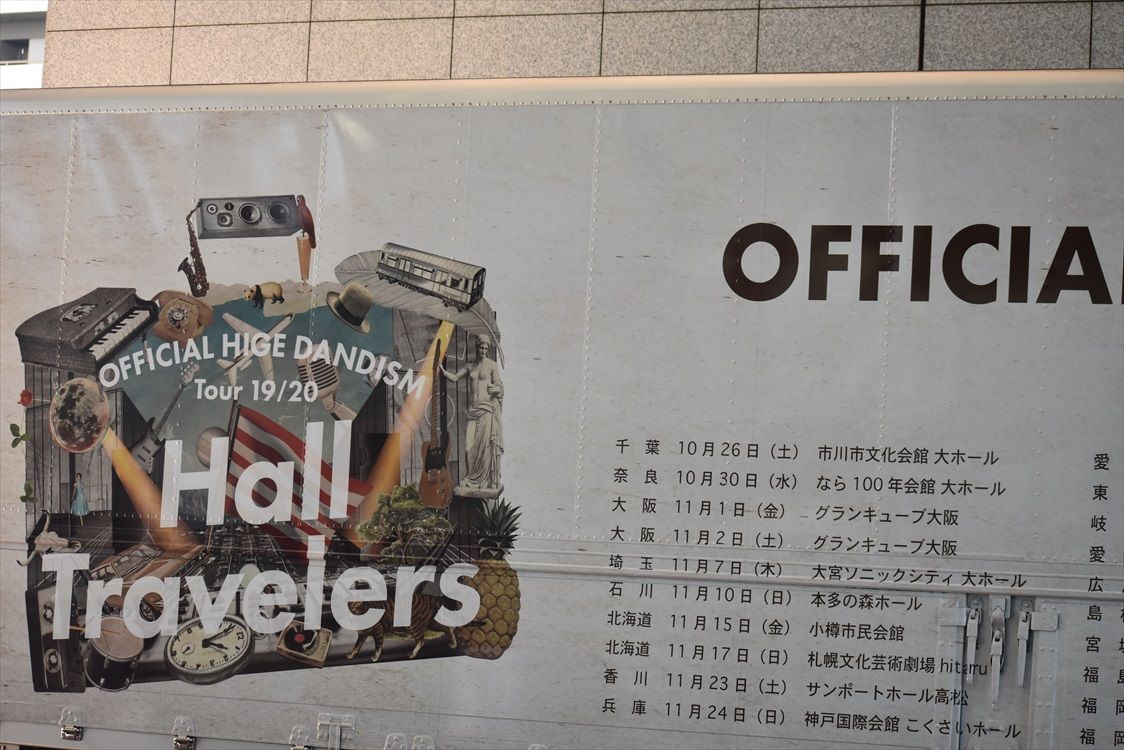 OFFICIAL HIGE DANDISM
Tour 19/20
Hall
Travelers
OFFICIA
千葉 10月26日（土） 市川市文化会館 大ホール
奈良 10月30日（水） なら100年会館 大ホール
大阪 11月1日（金） グランキューブ大阪
大阪 11月2日（土） グランキューブ大阪
埼玉 11月7日（木） 大宮ソニックシティ 大ホール
石川 11月10日（日） 本多の森ホール
北海道 11月15日（金） 小樽市民会館
北海道 11月17日（日） 札幌文化芸術劇場 hitaru
香川 11月23日（土） サンポートホール高松
兵庫 11月24日（日） 神戸国際会館 こくさいホール
愛
東
岐
愛
広
島
宮
福島
福岡
福岡